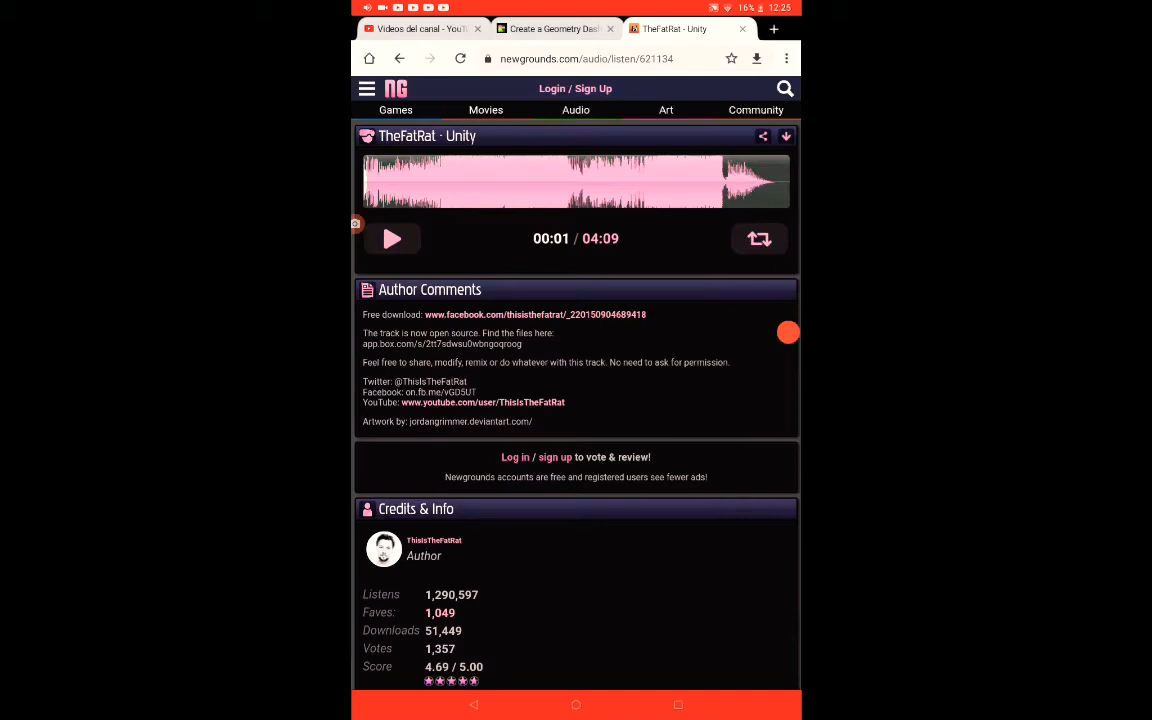 16% 12:25
Videos del canal - YouTu
Create a Geometry Dash
TheFatRat - Unity
newgrounds.com/audio/listen/621134
NG
Login / Sign Up
Games Movies Audio Art Community
TheFatRat - Unity
00:01 / 04:09
Author Comments
Free download: www.facebook.com/thisisthefatrat/_220150904689418
The track is now open source. Find the files here:
app.box.com/s/2tt7sdwsu0wbngoqroog
Feel free to share, modify, remix or do whatever with this track. No need to ask for permission.
Twitter: @ThisIsTheFatRat
Facebook: on.fb.me/vGD5UT
YouTube: www.youtube.com/user/ThisIsTheFatRat
Artwork by: jordangrimmer.deviantart.com/
Log in / sign up to vote & review!
Newgrounds accounts are free and registered users see fewer ads!
Credits & Info
ThisIsTheFatRat
Author
Listens 1,290,597
Faves: 1,049
Downloads 51,449
Votes 1,357
Score 4.69 / 5.00